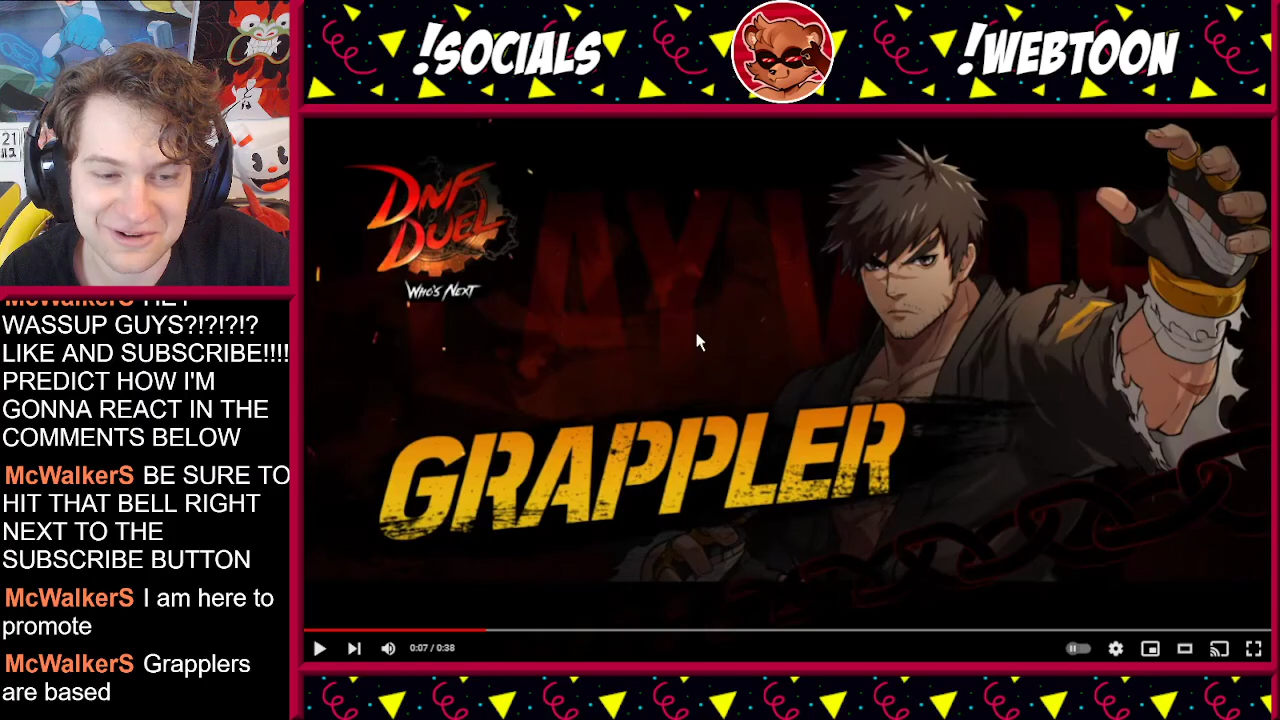 !SOCIALS
!WEBTOON
21
DNF
DUEL
WHO'S NEXT
GRAPPLER
0:07 / 0:38
WASSUP GUYS?!?!?!?
LIKE AND SUBSCRIBE!!!!
PREDICT HOW I'M
GONNA REACT IN THE
COMMENTS BELOW
McWalkerS BE SURE TO
HIT THAT BELL RIGHT
NEXT TO THE
SUBSCRIBE BUTTON
McWalkerS I am here to
promote
McWalkerS Grapplers
are based